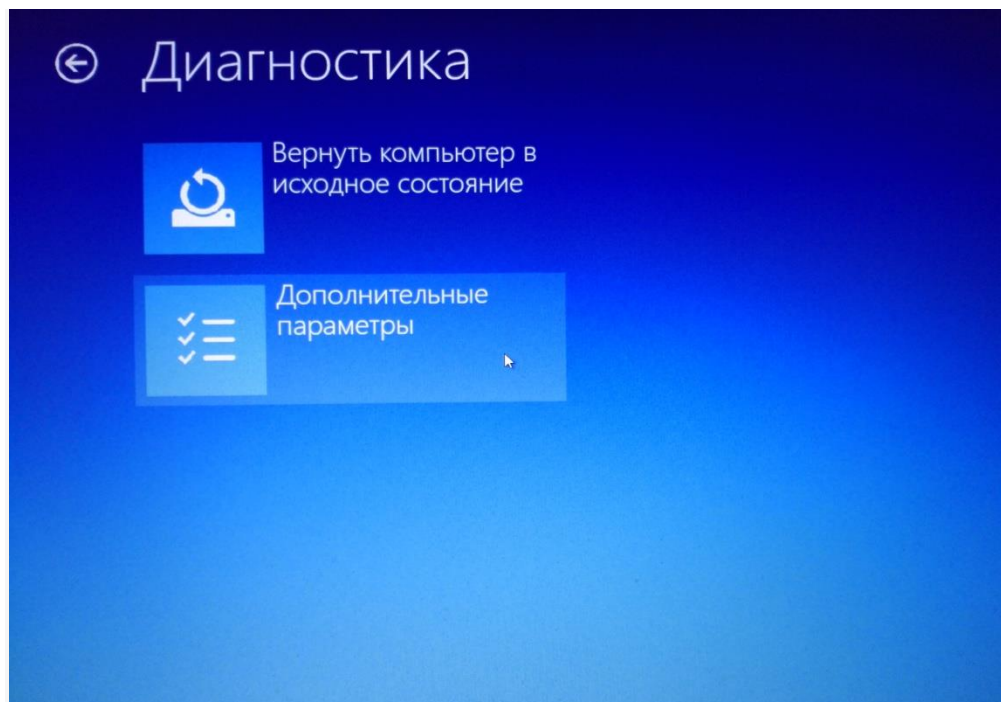 Диагностика
Вернуть компьютер в
исходное состояние
Дополнительные
параметры